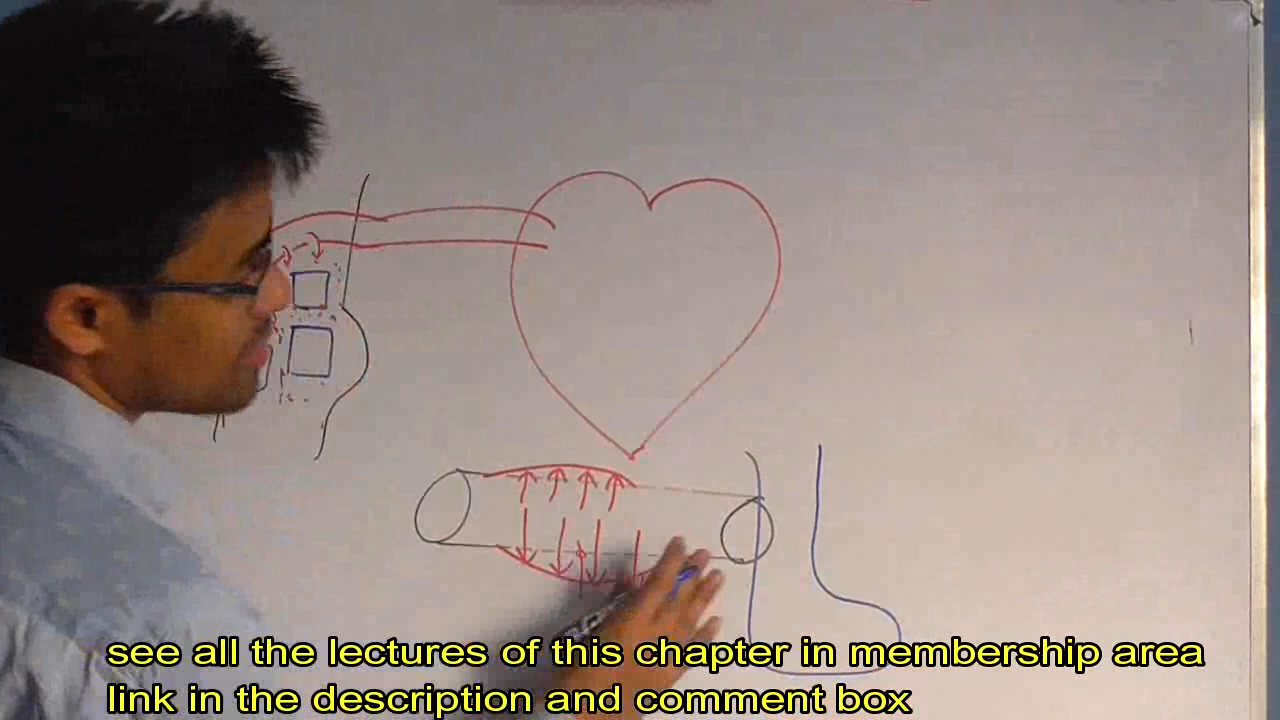 see all the lectures of this chapter in membership area
link in the description and comment box